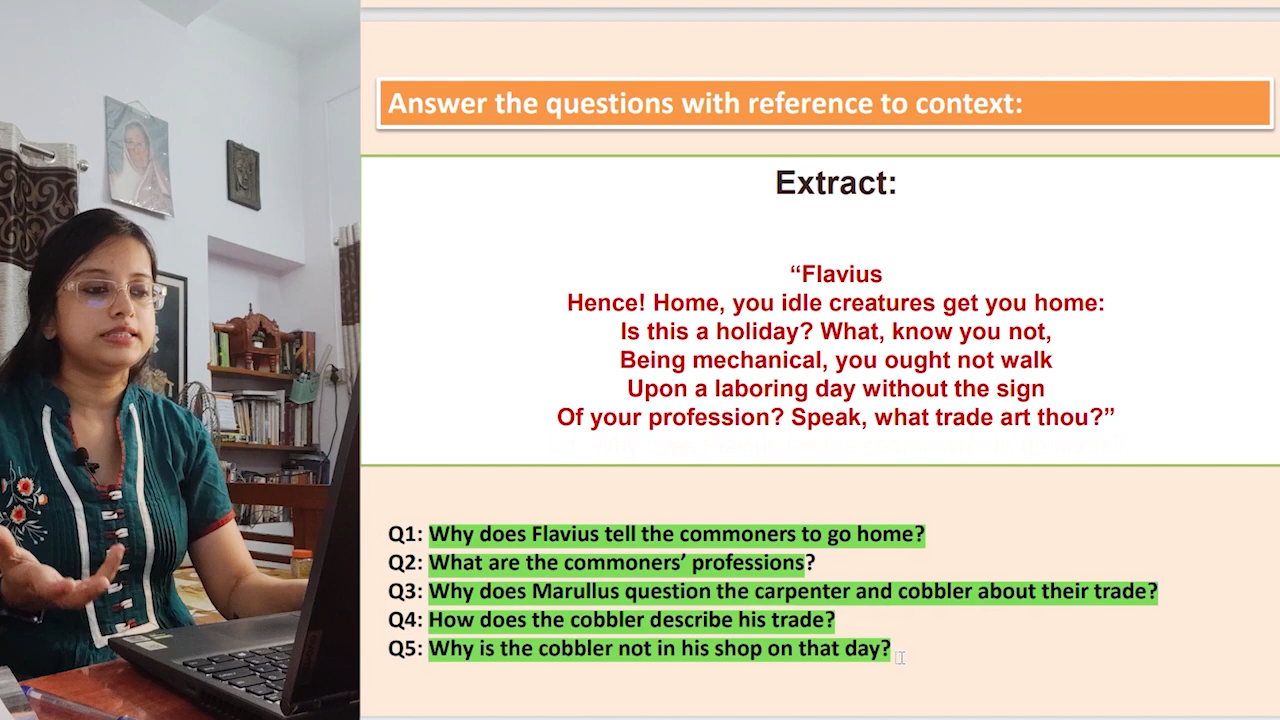 Answer the questions with reference to context:
Extract:
“Flavius
Hence! Home, you idle creatures get you home:
Is this a holiday? What, know you not,
Being mechanical, you ought not walk
Upon a laboring day without the sign
Of your profession? Speak, what trade art thou?”
Q1: Why does Flavius tell the commoners to go home?
Q2: What are the commoners’ professions?
Q3: Why does Marullus question the carpenter and cobbler about their trade?
Q4: How does the cobbler describe his trade?
Q5: Why is the cobbler not in his shop on that day?